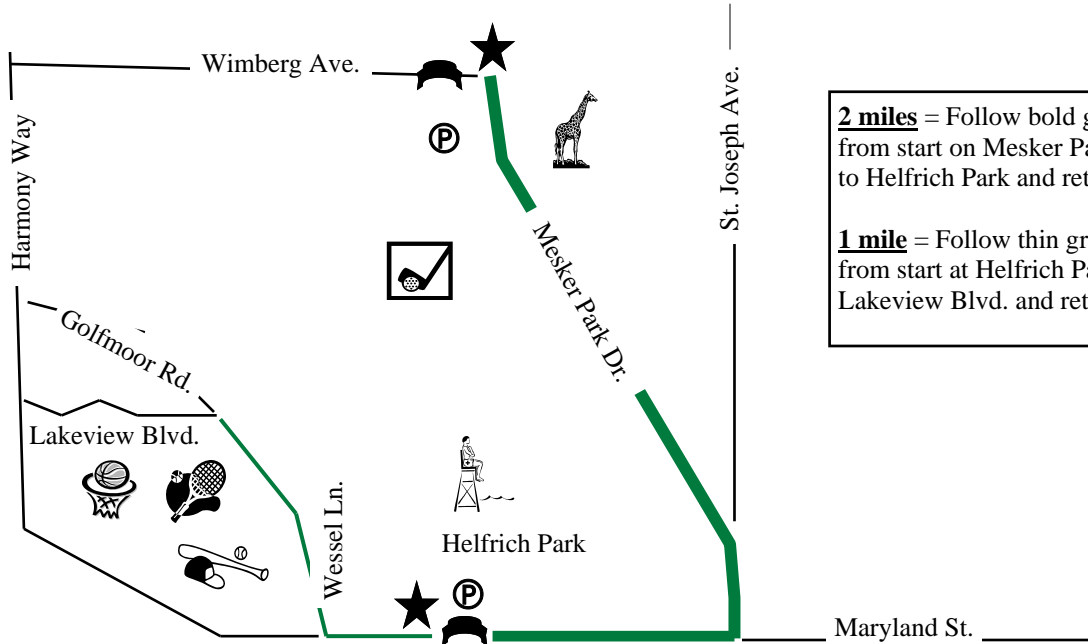 Wimberg Ave.
St. Joseph Ave.
Harmony Way
P
2 miles = Follow bold g
from start on Mesker Pa
to Helfrich Park and ret
1 mile = Follow thin gr
from start at Helfrich Pa
Lakeview Blvd. and ret
Mesker Park Dr.
Golfmoor Rd.
Lakeview Blvd.
Wessel Ln.
Helfrich Park
P
Maryland St.